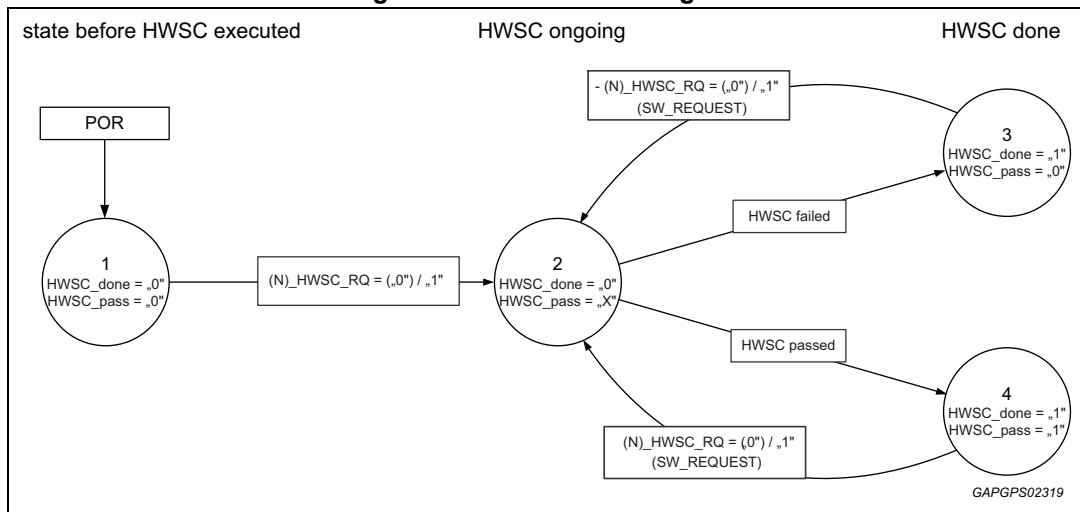 state before HWSC executed
HWSC ongoing
HWSC done
- (N)_HWSC_RQ = („0") / „1"
(SW_REQUEST)
POR
3
HWSC_done = „1"
HWSC_pass = „0"
HWSC failed
1
HWSC_done = „0"
HWSC_pass = „0"
(N)_HWSC_RQ = („0") / „1"
2
HWSC_done = „0"
HWSC_pass = „X"
HWSC passed
4
HWSC_done = „1"
HWSC_pass = „1"
(N)_HWSC_RQ = („0") / „1"
(SW_REQUEST)
GAPGPS02319